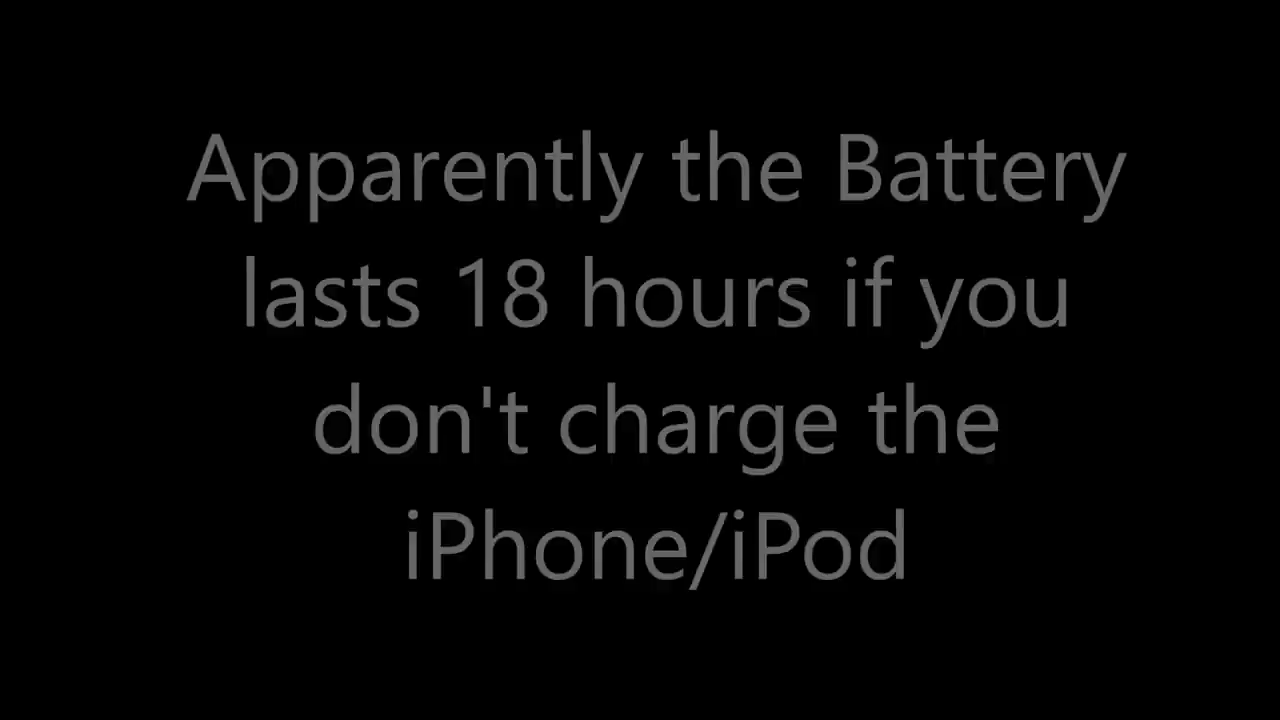 Apparently the Battery
lasts 18 hours if you
don't charge the
iPhone/iPod